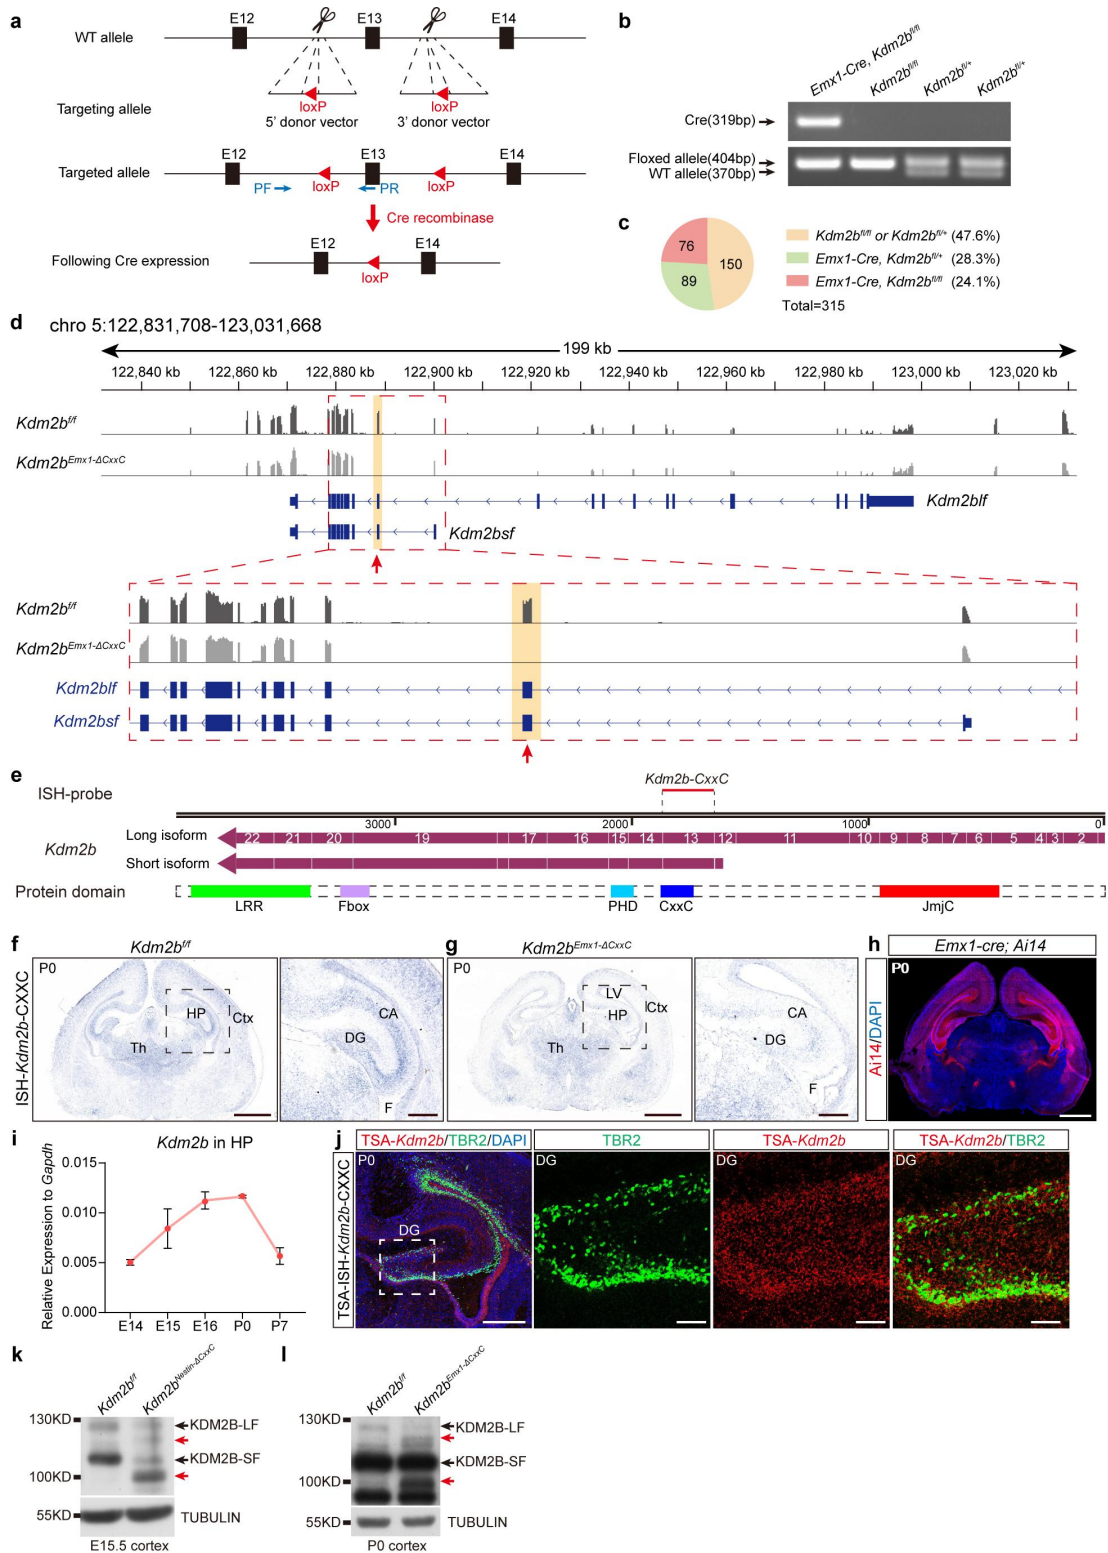 a
E12 E13 E14
WT allele
Targeting allele
loxP loxP
5' donor vector 3' donor vector
E12 E13 E14
Targeted allele
loxP loxP
PF PR
Cre recombinase
E12 E14
Following Cre expression
loxP
b
Emx1-Cre, Kdm2bfl/fl Kdm2bfl/fl Kdm2bfl/+ Kdm2bfl/+
Cre(319bp)
Floxed allele(404bp)
WT allele(370bp)
c
76 150 89
Kdm2bfl/fl or Kdm2bfl/+ (47.6%)
Emx1-Cre, Kdm2bfl/+ (28.3%)
Emx1-Cre, Kdm2bfl/fl (24.1%)
Total=315
d chro 5:122,831,708-123,031,668
199 kb
122,840 kb 122,860 kb 122,880 kb 122,900 kb 122,920 kb 122,940 kb 122,960 kb 122,980 kb 123,000 kb 123,020 kb
Kdm2bf/f
Kdm2bEmx1-ΔCxxC
Kdm2blf
Kdm2bsf
Kdm2bf/f
Kdm2bEmx1-ΔCxxC
Kdm2blf
Kdm2bsf
e
Kdm2b-CxxC
ISH-probe
3000 2000 1000 0
Kdm2b
Long isoform 22 21 20 19 17 16 15 14 13 12 11 10 9 8 7 6 5 4 3 2
Short isoform
Protein domain
LRR Fbox PHD CxxC JmjC
f Kdm2bf/f
ISH-Kdm2b-CXXC
P0 HP Ctx Th
CA DG F
g Kdm2bEmx1-ΔCxxC
P0 LV HP Ctx Th
CA DG F
h Emx1-cre; Ai14
Ai14/DAPI
P0
i Kdm2b in HP
Relative Expression to Gapdh
0.015
0.010
0.005
0.000
E14 E15 E16 P0 P7
j TSA-Kdm2b/TBR2/DAPI TBR2 TSA-Kdm2b TSA-Kdm2b/TBR2
TSA-ISH-Kdm2b-CXXC
P0 DG DG DG DG
k
Kdm2bf/f Kdm2bNestin-ΔCxxC
130KD KDM2B-LF
KDM2B-SF
100KD
55KD TUBULIN
E15.5 cortex
l
Kdm2bf/f Kdm2bEmx1-ΔCxxC
130KD KDM2B-LF
KDM2B-SF
100KD
55KD TUBULIN
P0 cortex